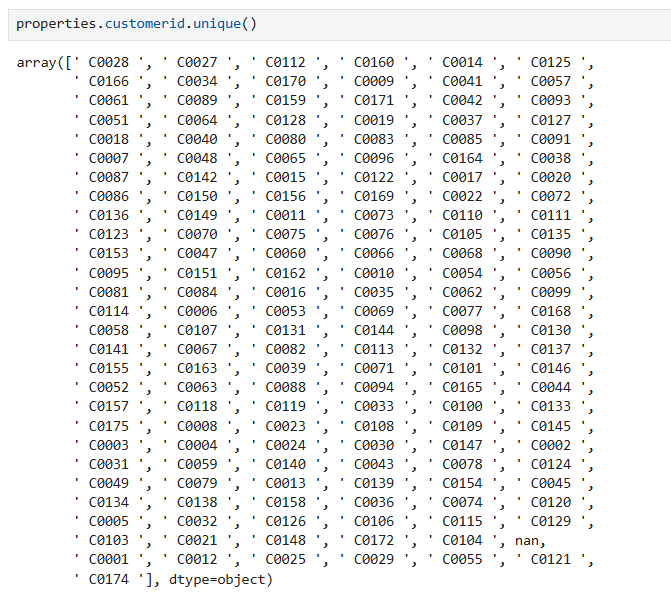 properties.customerid.unique()
array([' C0028 ', ' C0027 ', ' C0112 ', ' C0160 ', ' C0014 ', ' C0125 ',
' C0166 ', ' C0034 ', ' C0170 ', ' C0009 ', ' C0041 ', ' C0057 ',
' C0061 ', ' C0089 ', ' C0159 ', ' C0171 ', ' C0042 ', ' C0093 ',
' C0051 ', ' C0064 ', ' C0128 ', ' C0019 ', ' C0037 ', ' C0127 ',
' C0018 ', ' C0040 ', ' C0080 ', ' C0083 ', ' C0085 ', ' C0091 ',
' C0007 ', ' C0048 ', ' C0065 ', ' C0096 ', ' C0164 ', ' C0038 ',
' C0087 ', ' C0142 ', ' C0015 ', ' C0122 ', ' C0017 ', ' C0020 ',
' C0086 ', ' C0150 ', ' C0156 ', ' C0169 ', ' C0022 ', ' C0072 ',
' C0136 ', ' C0149 ', ' C0011 ', ' C0073 ', ' C0110 ', ' C0111 ',
' C0123 ', ' C0070 ', ' C0075 ', ' C0076 ', ' C0105 ', ' C0135 ',
' C0153 ', ' C0047 ', ' C0060 ', ' C0066 ', ' C0068 ', ' C0090 ',
' C0095 ', ' C0151 ', ' C0162 ', ' C0010 ', ' C0054 ', ' C0056 ',
' C0081 ', ' C0084 ', ' C0016 ', ' C0035 ', ' C0062 ', ' C0099 ',
' C0114 ', ' C0006 ', ' C0053 ', ' C0069 ', ' C0077 ', ' C0168 ',
' C0058 ', ' C0107 ', ' C0131 ', ' C0144 ', ' C0098 ', ' C0130 ',
' C0141 ', ' C0067 ', ' C0082 ', ' C0113 ', ' C0132 ', ' C0137 ',
' C0155 ', ' C0163 ', ' C0039 ', ' C0071 ', ' C0101 ', ' C0146 ',
' C0052 ', ' C0063 ', ' C0088 ', ' C0094 ', ' C0165 ', ' C0044 ',
' C0157 ', ' C0118 ', ' C0119 ', ' C0033 ', ' C0100 ', ' C0133 ',
' C0175 ', ' C0008 ', ' C0023 ', ' C0108 ', ' C0109 ', ' C0145 ',
' C0003 ', ' C0004 ', ' C0024 ', ' C0030 ', ' C0147 ', ' C0002 ',
' C0031 ', ' C0059 ', ' C0140 ', ' C0043 ', ' C0078 ', ' C0124 ',
' C0049 ', ' C0079 ', ' C0013 ', ' C0139 ', ' C0154 ', ' C0045 ',
' C0134 ', ' C0138 ', ' C0158 ', ' C0036 ', ' C0074 ', ' C0120 ',
' C0005 ', ' C0032 ', ' C0126 ', ' C0106 ', ' C0115 ', ' C0129 ',
' C0103 ', ' C0021 ', ' C0148 ', ' C0172 ', ' C0104 ', nan,
' C0001 ', ' C0012 ', ' C0025 ', ' C0029 ', ' C0055 ', ' C0121 ',
' C0174 '], dtype=object)